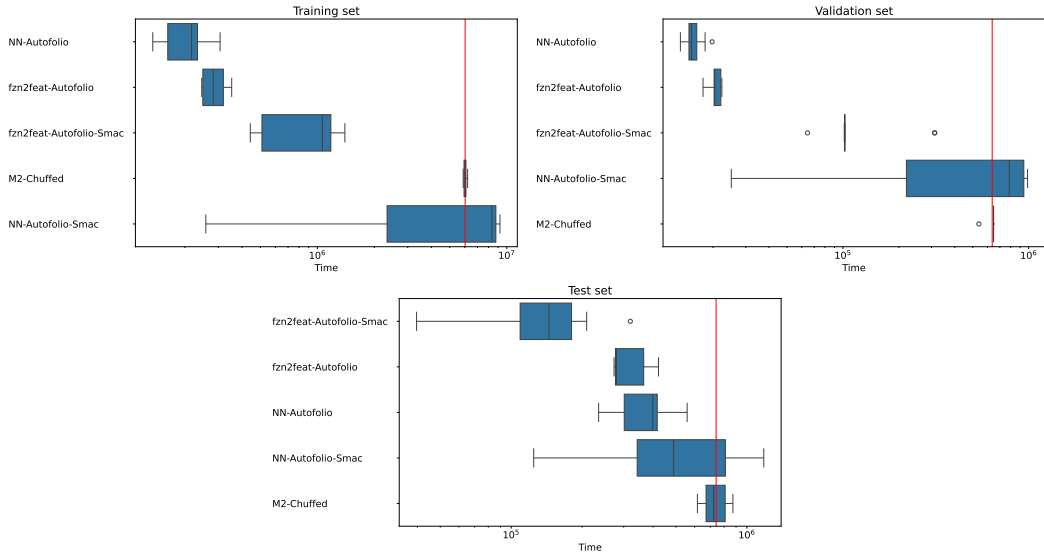 Training set
NN-Autofolio
fzn2feat-Autofolio
fzn2feat-Autofolio-Smac
M2-Chuffed
NN-Autofolio-Smac
10^6
10^7
Time
Validation set
NN-Autofolio
fzn2feat-Autofolio
fzn2feat-Autofolio-Smac
NN-Autofolio-Smac
M2-Chuffed
10^5
10^6
Time
Test set
fzn2feat-Autofolio-Smac
fzn2feat-Autofolio
NN-Autofolio
NN-Autofolio-Smac
M2-Chuffed
10^5
10^6
Time